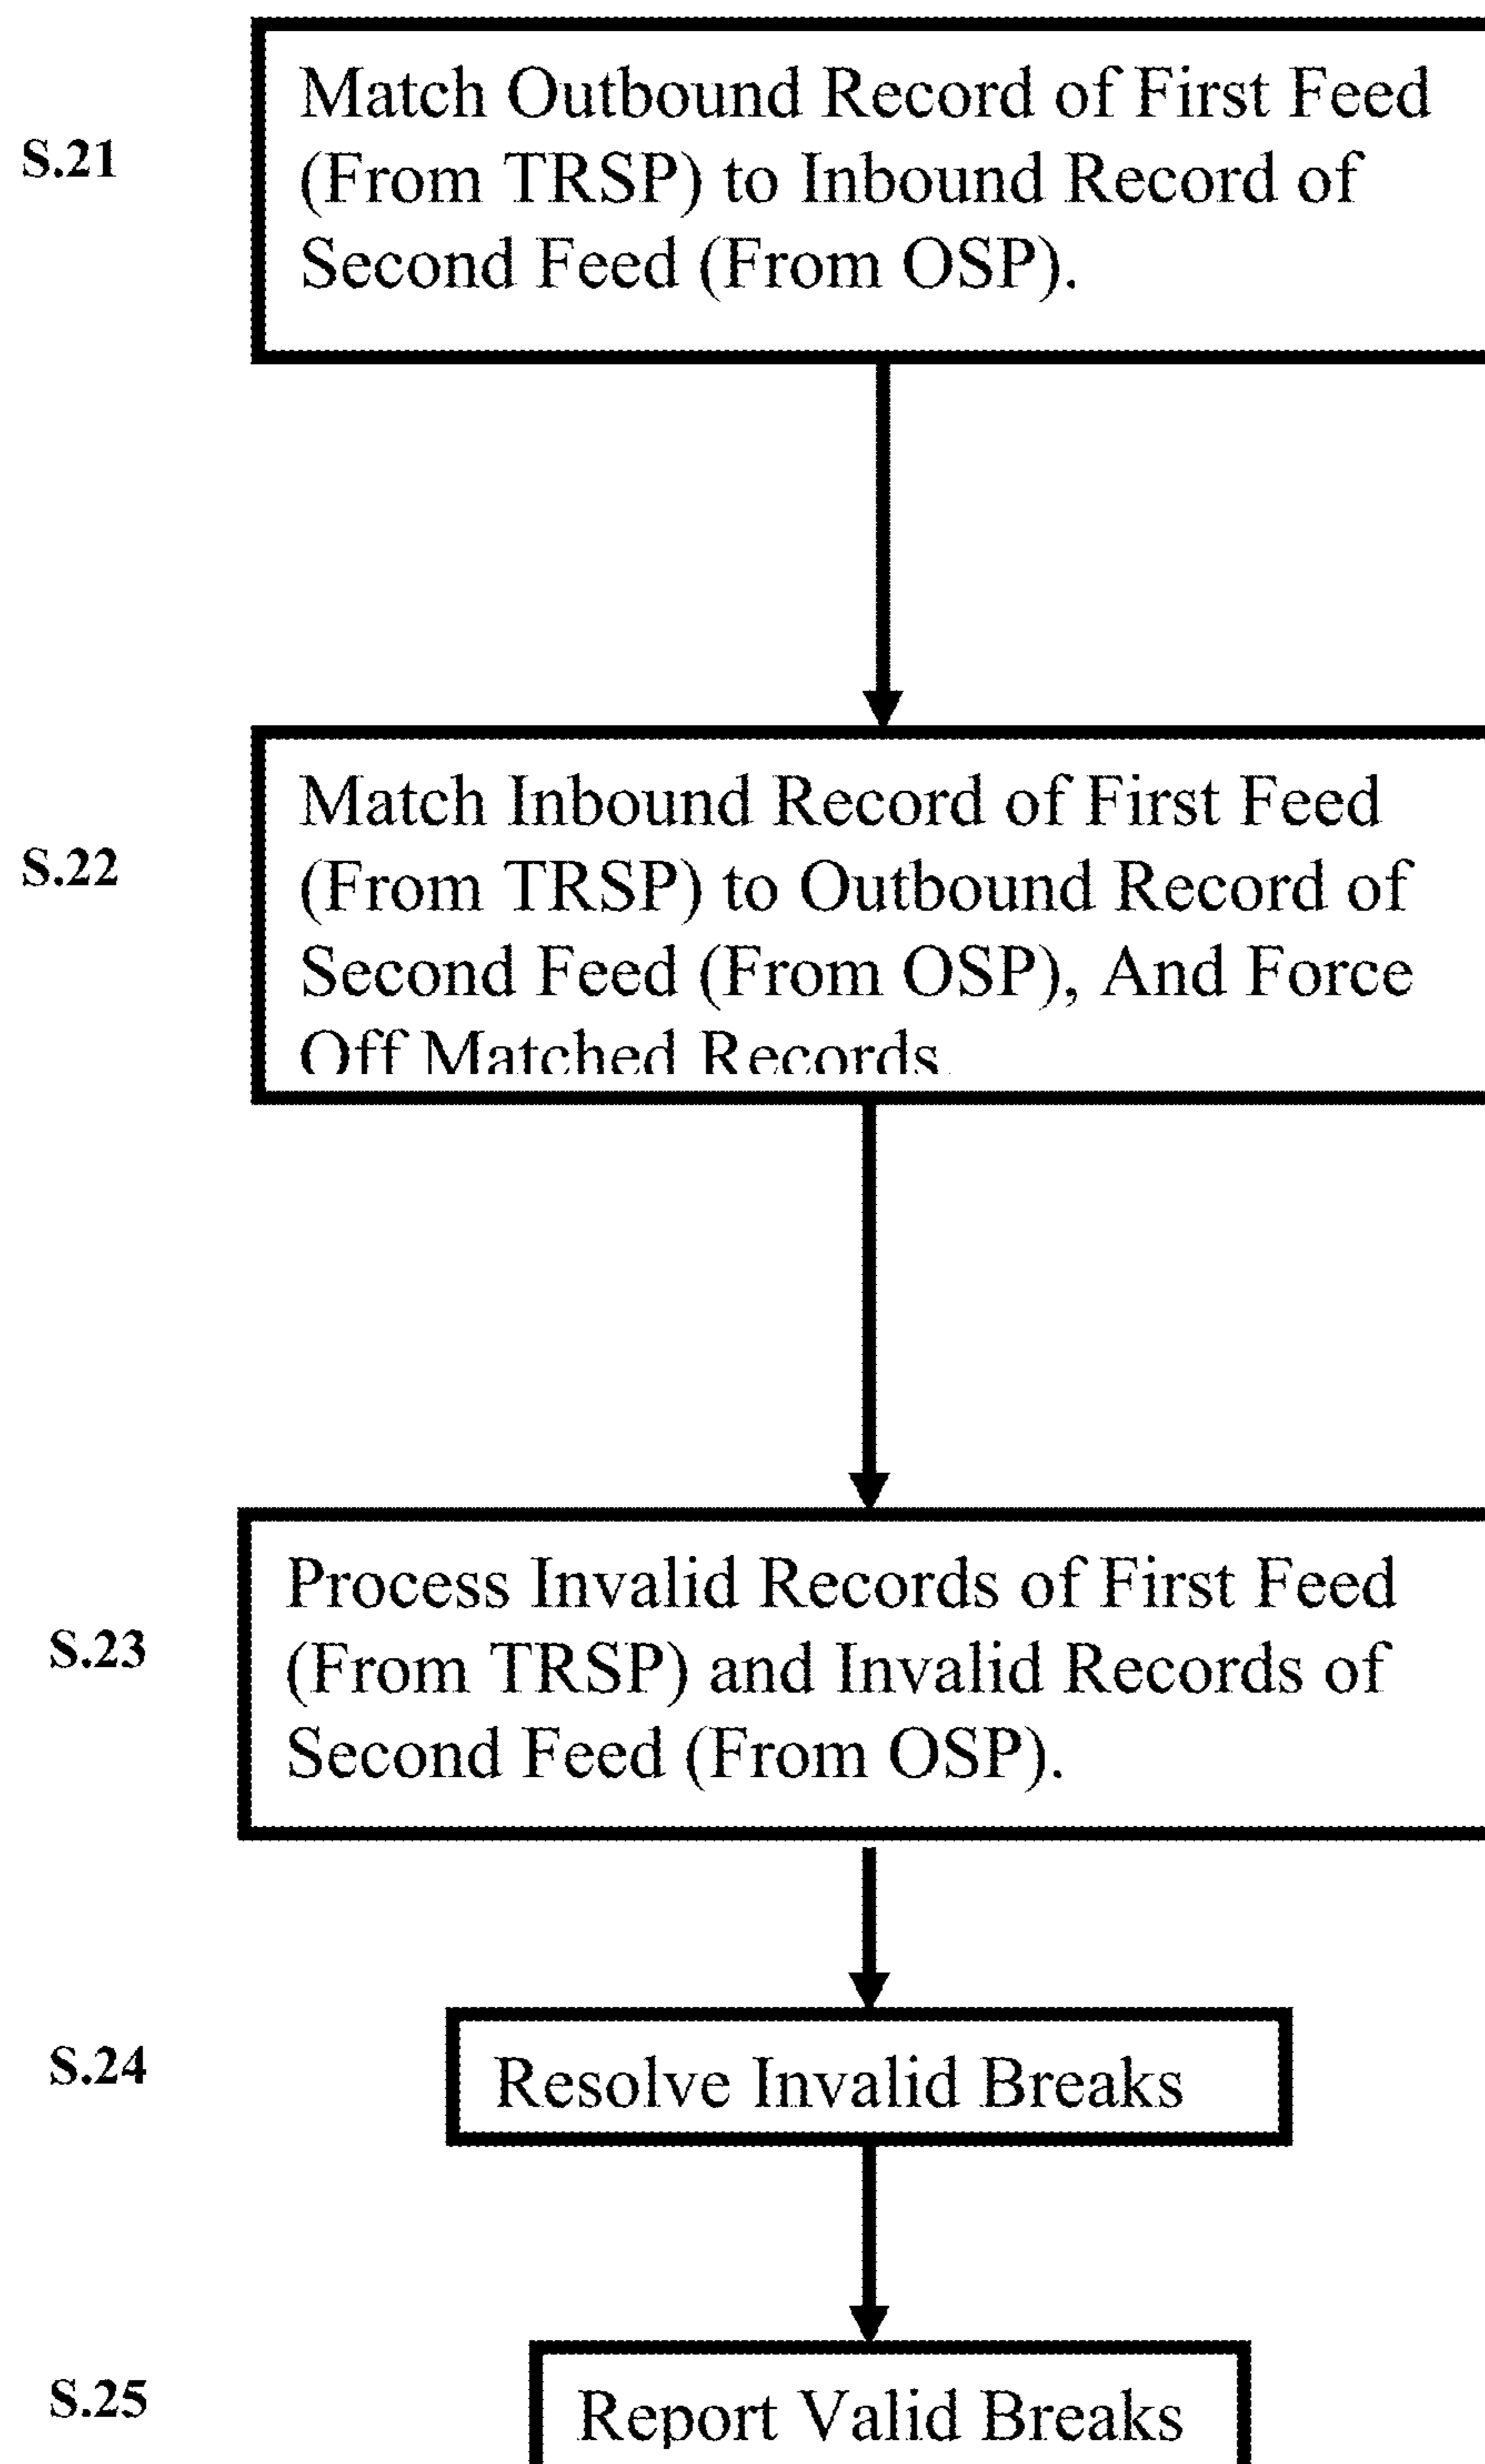 S.21
Match Outbound Record of First Feed
(From TRSP) to Inbound Record of
Second Feed (From OSP).
S.22
Match Inbound Record of First Feed
(From TRSP) to Outbound Record of
Second Feed (From OSP), And Force
Off Matched Records.
S.23
Process Invalid Records of First Feed
(From TRSP) and Invalid Records of
Second Feed (From OSP).
S.24
Resolve Invalid Breaks
S.25
Report Valid Breaks